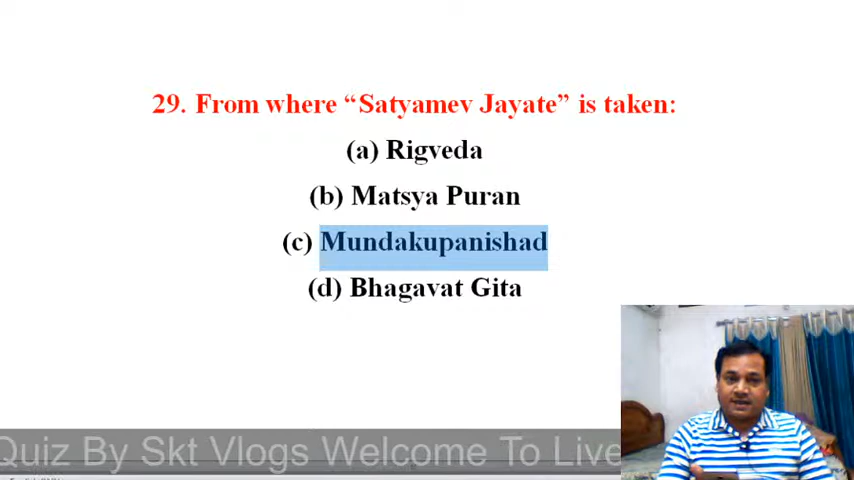 29. From where “Satyamev Jayate” is taken:
(a) Rigveda
(b) Matsya Puran
(c) Mundakupanishad
(d) Bhagavat Gita
Quiz By Skt Vlogs Welcome To Live